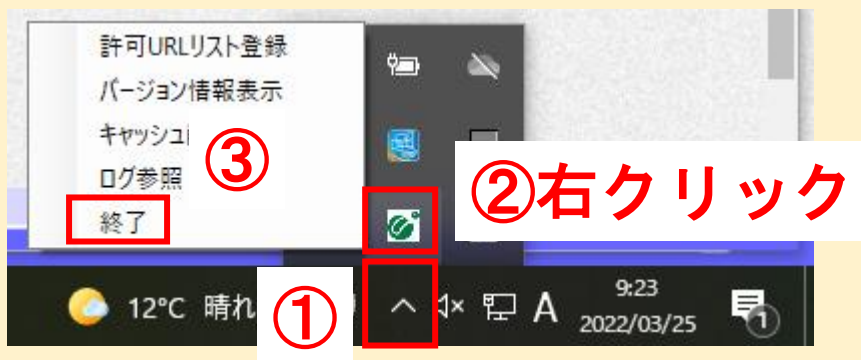 許可URLリスト登録
バージョン情報表示
キャッシュ
③
ログ参照
②右クリック
終了
①
12°C 晴れ
A
9:23
2022/03/25
1